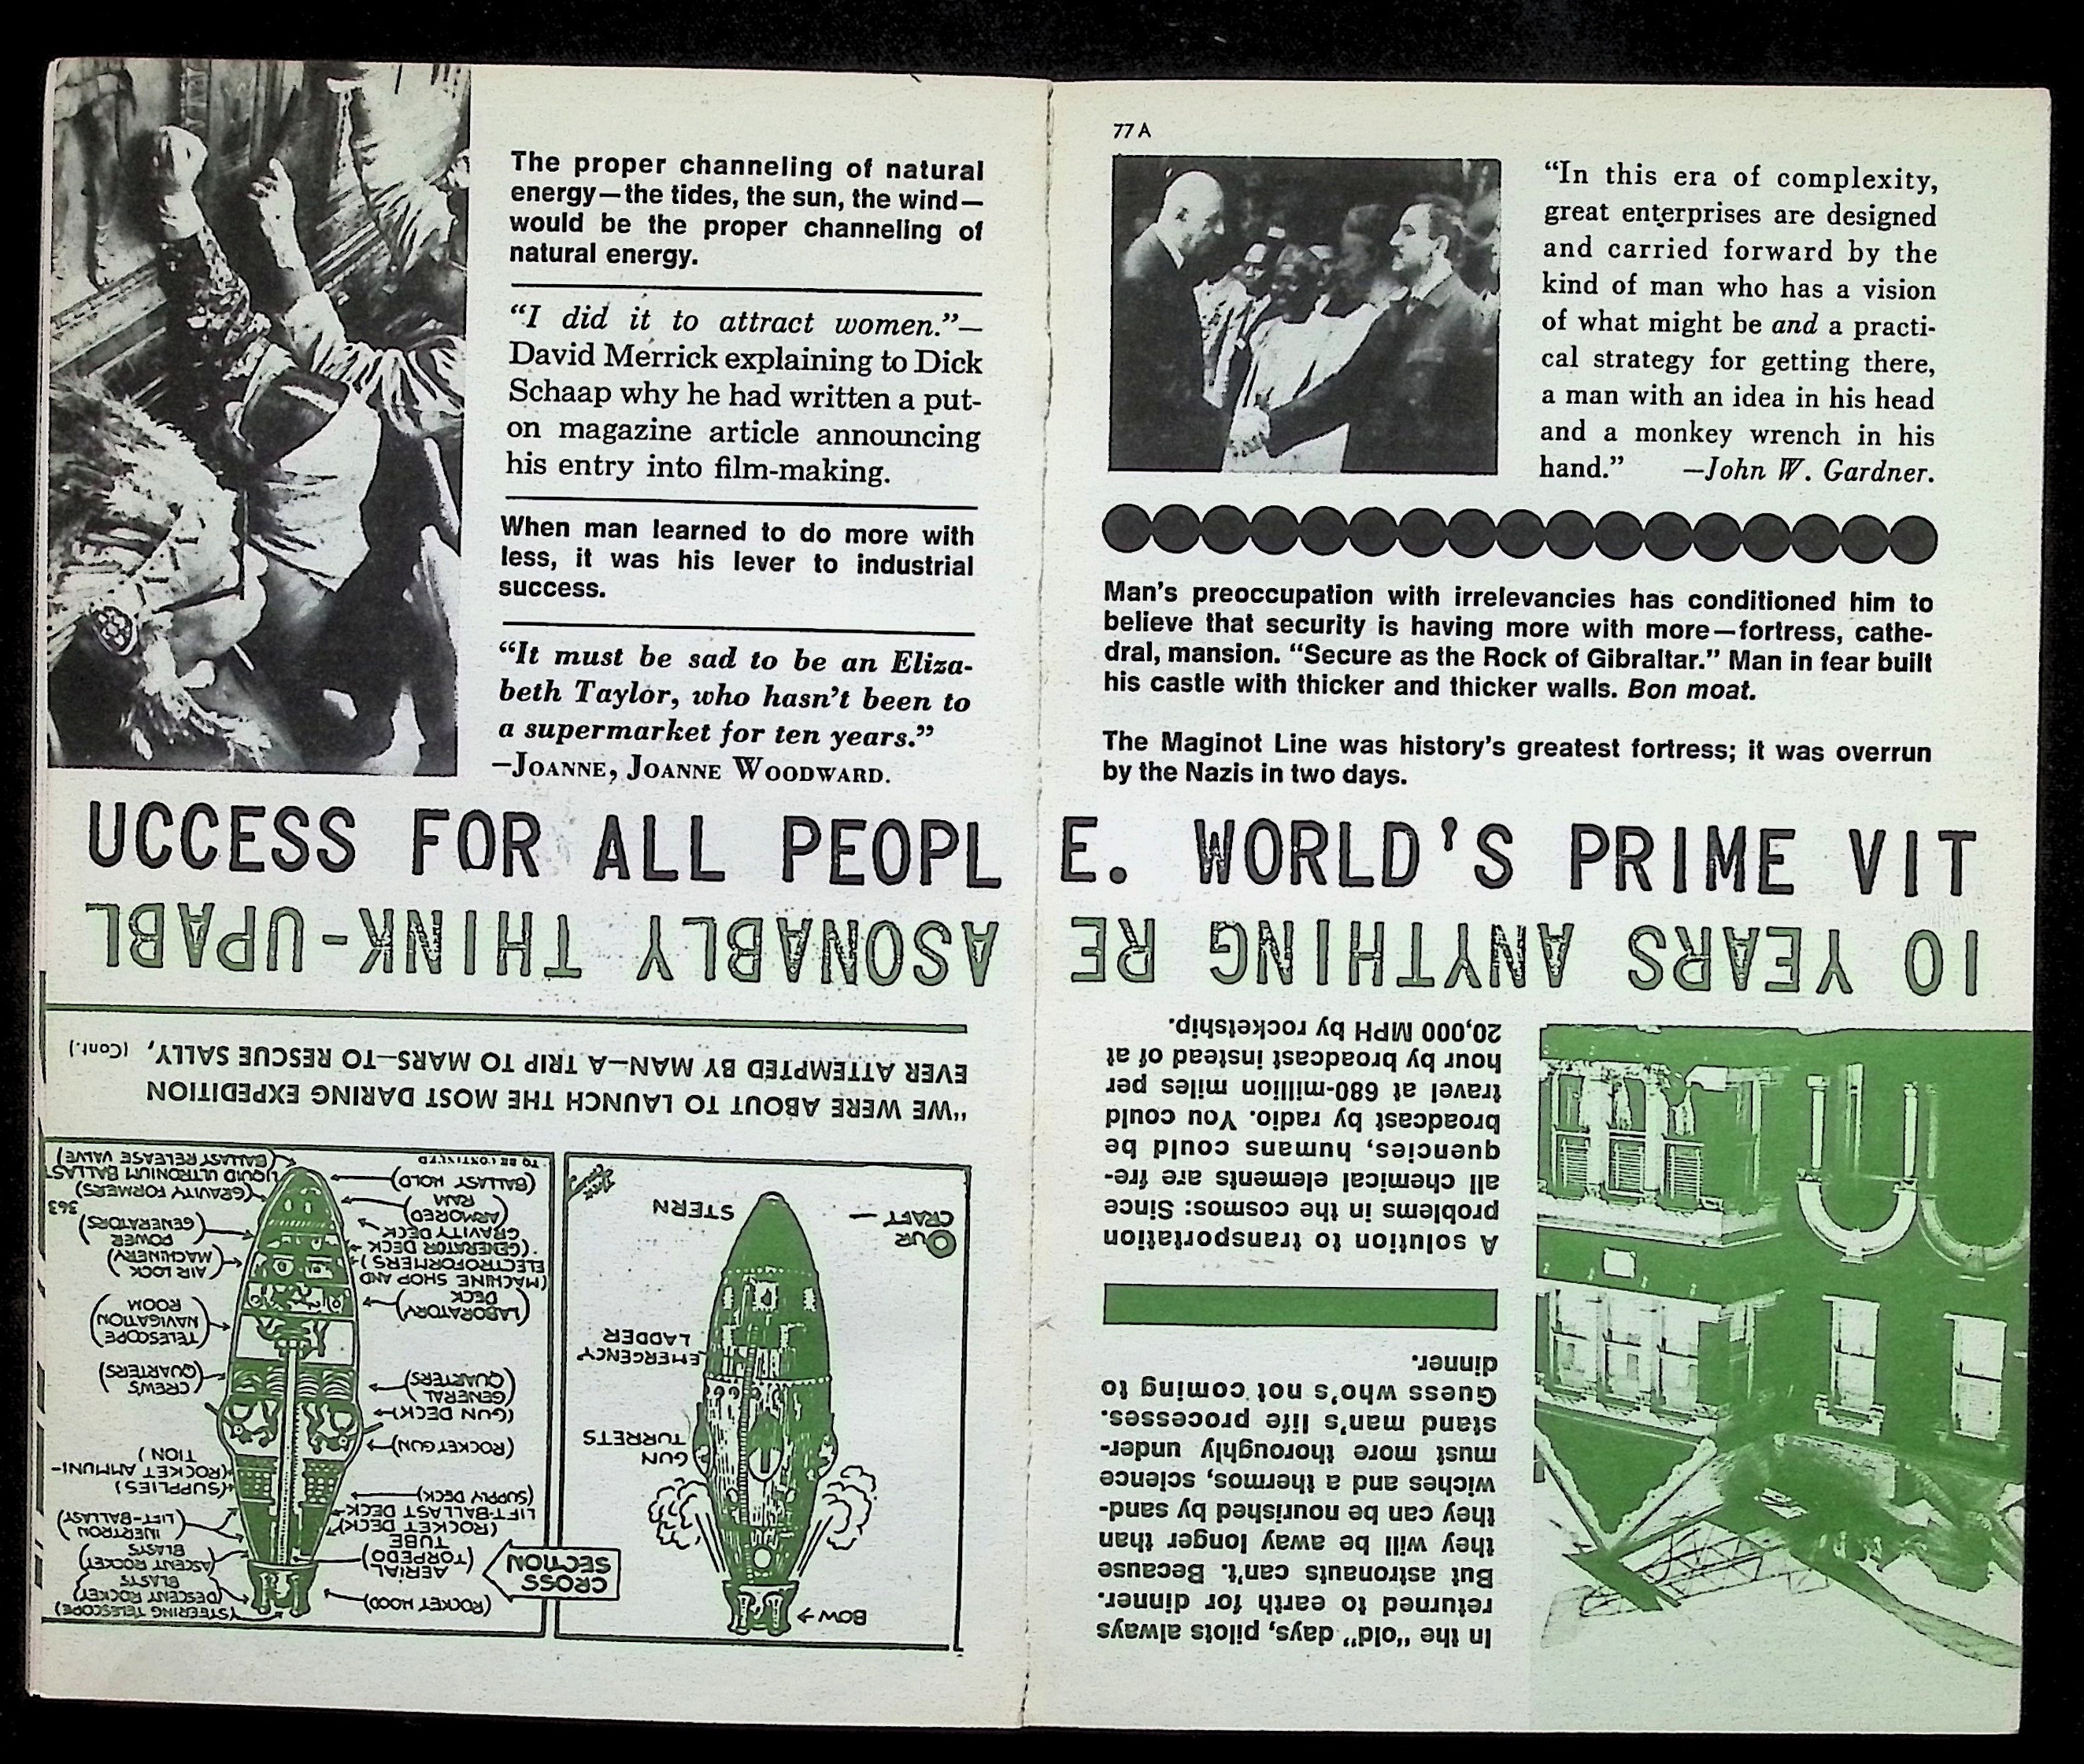 The proper channeling of natural
energy—the tides, the sun, the wind—
would be the proper channeling of
natural energy.
“I did it to attract women.”—
David Merrick explaining to Dick
Schaap why he had written a put-
on magazine article announcing
his entry into film-making.
When man learned to do more with
less, it was his lever to industrial
success.
“It must be sad to be an Eliza-
beth Taylor, who hasn’t been to
a supermarket for ten years.”
—JOANNE, JOANNE WOODWARD.
77 A
“In this era of complexity,
great enterprises are designed
and carried forward by the
kind of man who has a vision
of what might be and a practi-
cal strategy for getting there,
a man with an idea in his head
and a monkey wrench in his
hand.” —John W. Gardner.
Man’s preoccupation with irrelevancies has conditioned him to
believe that security is having more with more—fortress, cathe-
dral, mansion. “Secure as the Rock of Gibraltar.” Man in fear built
his castle with thicker and thicker walls. Bon moat.
The Maginot Line was history’s greatest fortress; it was overrun
by the Nazis in two days.
UCCESS FOR ALL PEOPL E. WORLD'S PRIME VIT
10 YEARS ANYTHING RE ASONABLY THINK-UPABL
In the “old” days, pilots always
returned to earth for dinner.
But astronauts can’t. Because
they will be away longer than
they can be nourished by sand-
wiches and a thermos, science
must more thoroughly under-
stand man’s life processes.
Guess who’s not coming to
dinner.
A solution to transportation
problems in the cosmos: Since
all chemical elements are fre-
quencies, humans could be
broadcast by radio. You could
travel at 680-million miles per
hour by broadcast instead of at
20,000 MPH by rocketship.
BOW
GUN
TURRETS
EMERGENCY
LADDER
OUR
CRAFT —
STERN
CROSS
SECTION
(ROCKET HOOD)
AERIAL
(TORPEDO)
TUBE
(ROCKET DECK)
LIFT-BALLAST DECK
(SUPPLY DECK)
(ROCKET GUN)
(GUN DECK)
GENERAL
(QUARTERS)
(LABORATORY)
DECK
(MACHINE SHOP AND
ELECTROFORMERS)
(GENERATOR DECK
GRAVITY DECK
(ARMORED)
RAM
(BALLAST HOLD)
TO BE CONTINUED
STEERING TELESCOPE)
(DESCENT ROCKET)
BLASTS
(ASCENT ROCKET)
BLASTS
INERTRON
(LIFT-BALLAST)
(SUPPLIES)
(ROCKET AMMUNI-
TION)
CREWS
(QUARTERS)
TELESCOPE
NAVIGATION
ROOM
(AIR LOCK
MACHINERY)
POWER
GENERATORS)
363
(GRAVITY FORMERS)
LIQUID ULTRONIUM BALLAST
(BALLAST RELEASE VALVE)
“WE WERE ABOUT TO LAUNCH THE MOST DARING EXPEDITION
EVER ATTEMPTED BY MAN—A TRIP TO MARS—TO RESCUE SALLY, (Cont.)